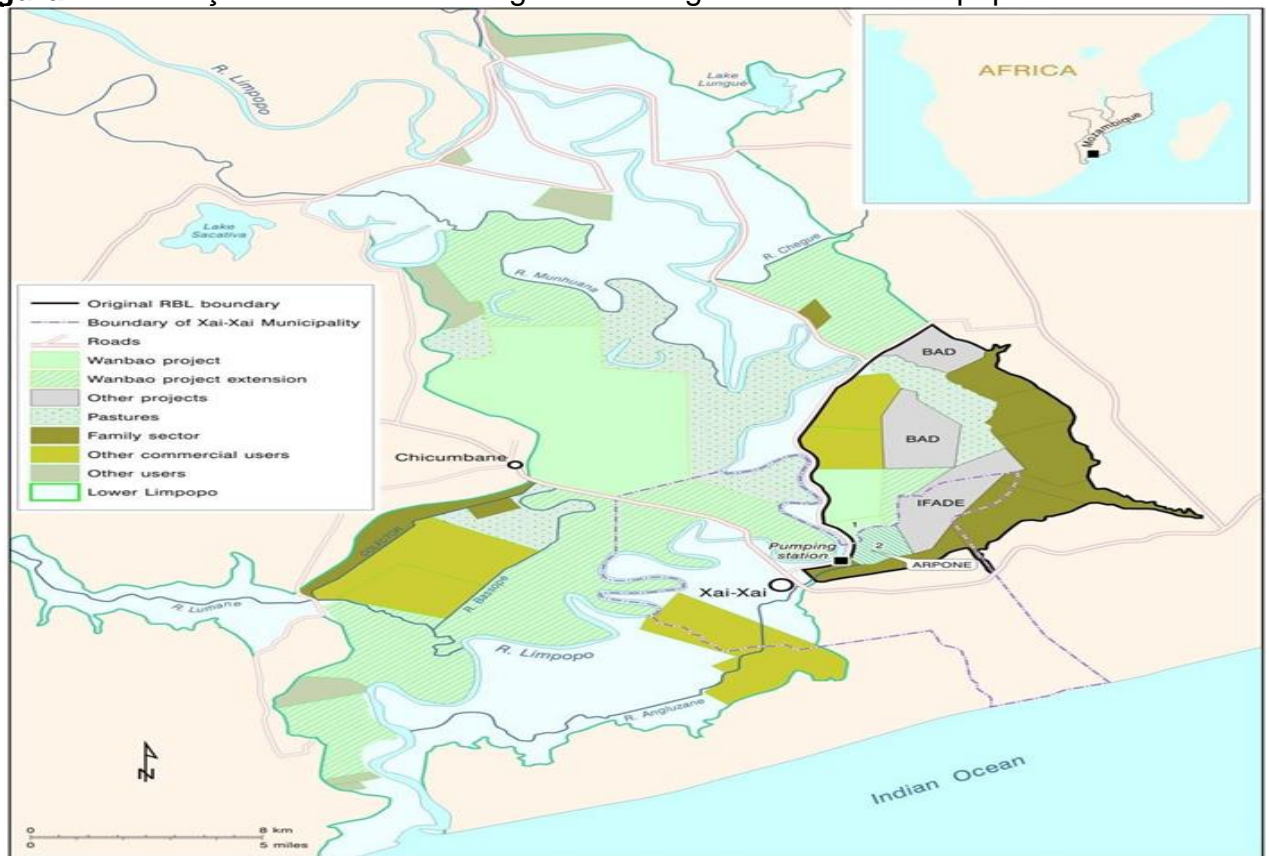 R. Limpopo
Lake
Lungué
AFRICA
Mozambique
Lake
Sacativa
R. Chegue
R. Munhuana
Original RBL boundary
Boundary of Xai-Xai Municipality
Roads
Wanbao project
Wanbao project extension
Other projects
Pastures
Family sector
Other commercial users
Other users
Lower Limpopo
BAD
BAD
Chicumbane
IFADE
1
2
Pumping
station
ARPONE
Xai-Xai
R. Bassope
R. Lumane
R. Limpopo
R. Angluzane
N
Indian Ocean
0 8 km
0 5 miles